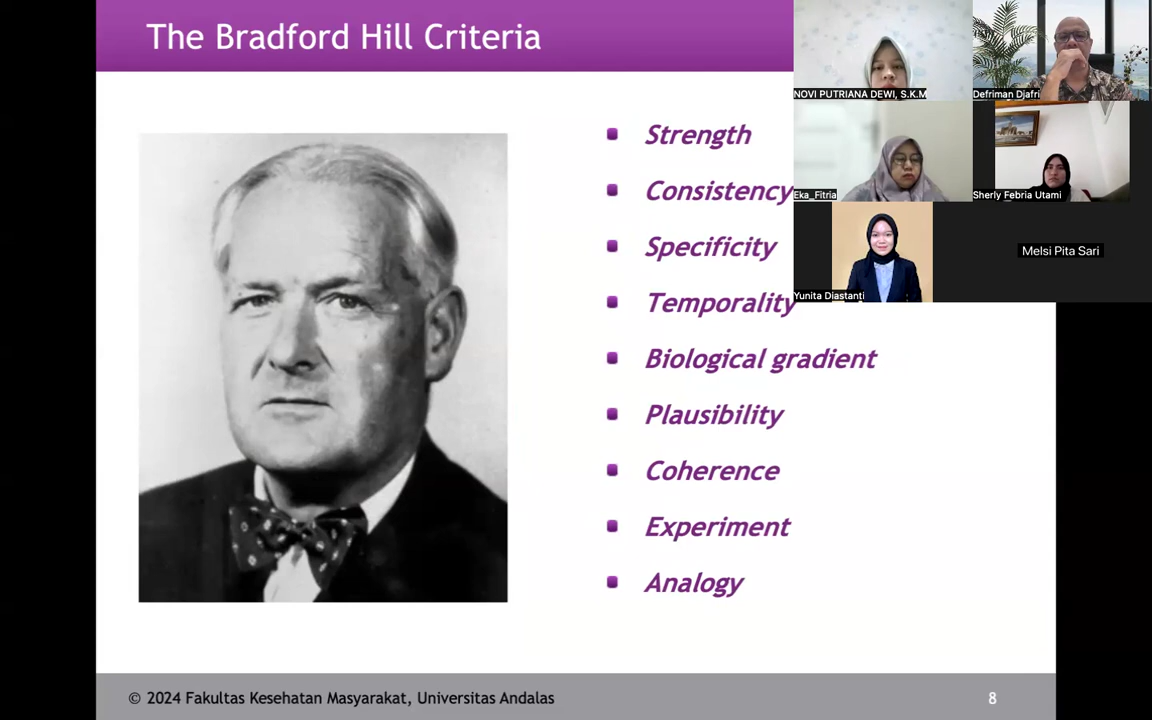 The Bradford Hill Criteria
Strength
Consistency
Specificity
Temporality
Biological gradient
Plausibility
Coherence
Experiment
Analogy
NOVI PUTRIANA DEWI, S.K.M
Defriman Djafri
Eka_Fitria
Sherly Febria Utami
Yunita Diastanti
Melsi Pita Sari
© 2024 Fakultas Kesehatan Masyarakat, Universitas Andalas
8